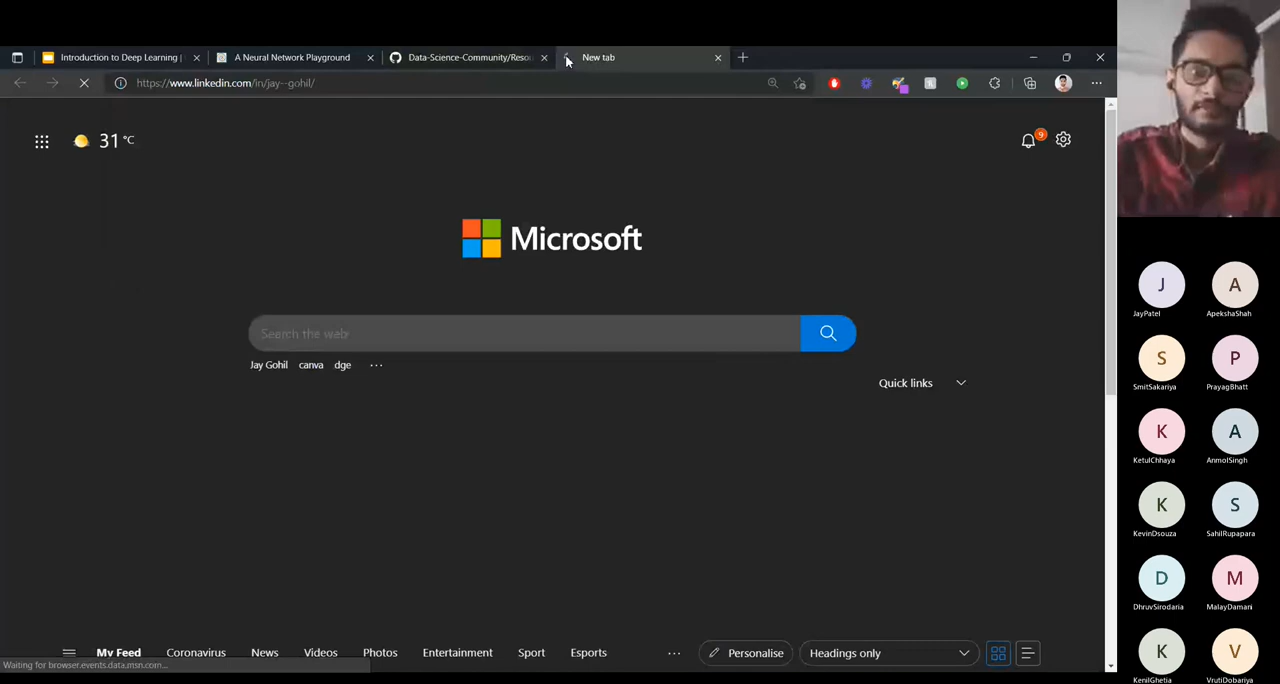 Introduction to Deep Learning |
A Neural Network Playground
Data-Science-Community/Resou
New tab
https://www.linkedin.com/in/jay--gohil/
31 °C
9
Microsoft
Search the web
Jay Gohil canva dge ...
Quick links
My Feed Coronavirus News Videos Photos Entertainment Sport Esports ... Personalise Headings only
Waiting for browser.events.data.msn.com...
J A
JayPatel ApekshaShah
S P
SmitSakariya PrayagBhatt
K A
KetulChhaya AnmolSingh
K S
KevinDsouza SahilRupapara
D M
DhruvSirodaria MalayDamani
K V
KenilGhetia VrutiDobariya